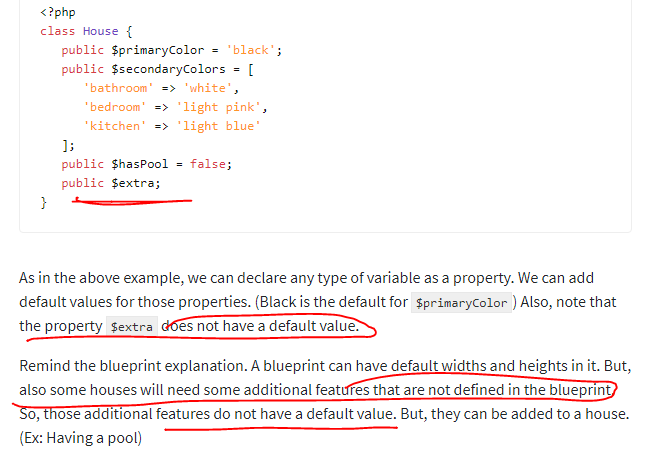 <?php
class House {
public $primaryColor = 'black';
public $secondaryColors = [
'bathroom' => 'white',
'bedroom' => 'light pink',
'kitchen' => 'light blue'
];
public $hasPool = false;
public $extra;
}
As in the above example, we can declare any type of variable as a property. We can add
default values for those properties. (Black is the default for $primaryColor ) Also, note that
the property $extra does not have a default value.
Remind the blueprint explanation. A blueprint can have default widths and heights in it. But,
also some houses will need some additional features that are not defined in the blueprint.
So, those additional features do not have a default value. But, they can be added to a house.
(Ex: Having a pool)